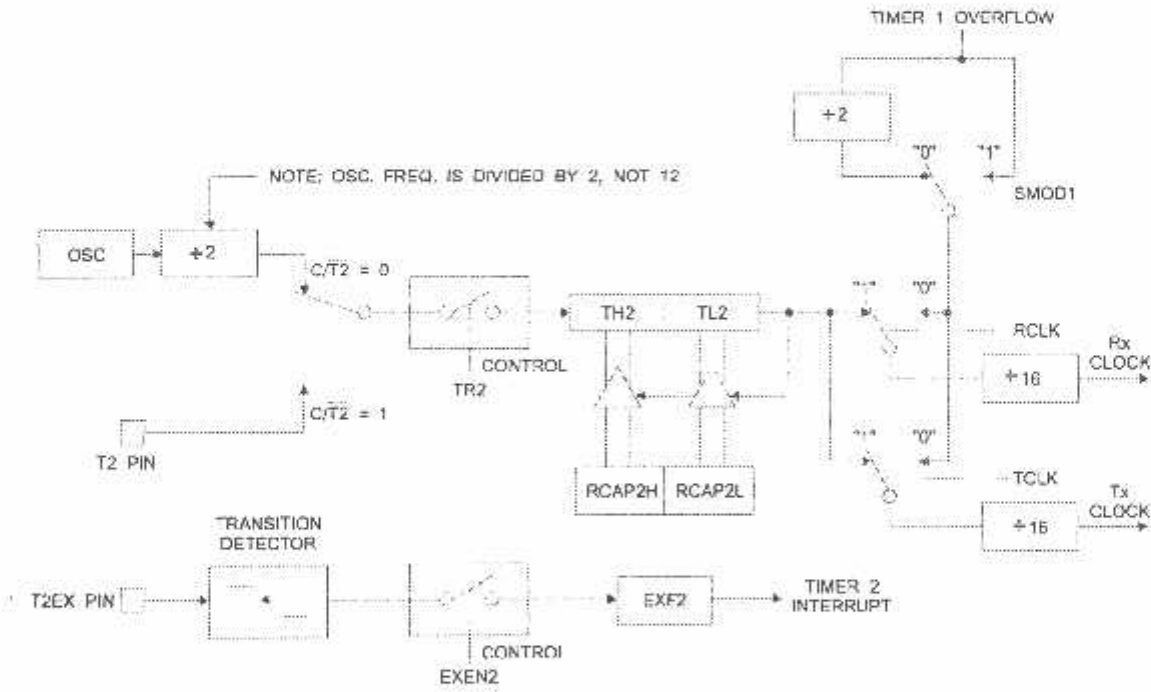 TIMER 1 OVERFLOW
÷2
"0" "1"
SMOD1
NOTE: OSC. FREQ. IS DIVIDED BY 2, NOT 12
OSC
÷2
C/T2 = 0
TH2 TL2
"1" "0"
RCLK
Rx
CLOCK
÷16
CONTROL
TR2
C/T2 = 1
T2 PIN
"1" "0"
TCLK
Tx
CLOCK
÷16
RCAP2H RCAP2L
TRANSITION
DETECTOR
T2EX PIN
EXF2
TIMER 2
INTERRUPT
CONTROL
EXEN2